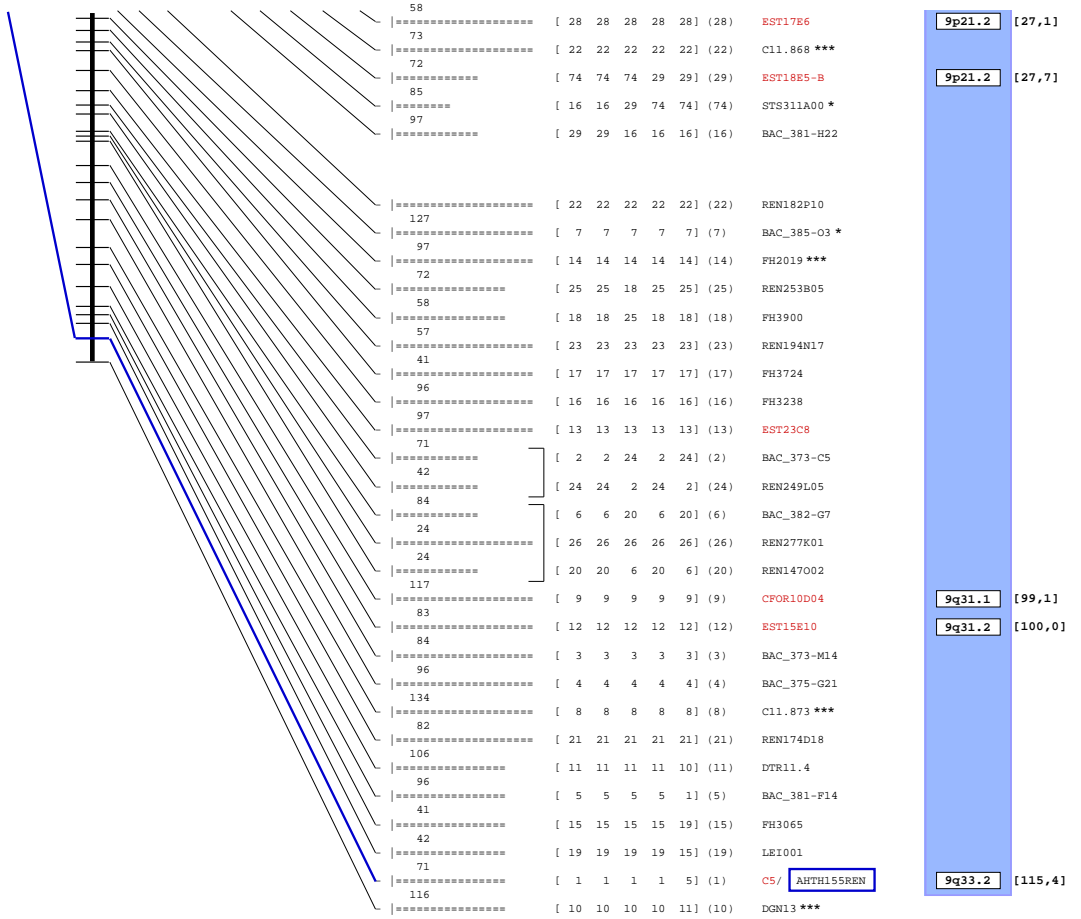 58
|=================== [ 28 28 28 28 28] (28) EST17E6 9p21.2 [27,1]
73
|=================== [ 22 22 22 22 22] (22) C11.868 ***
72
|=========== [ 74 74 74 29 29] (29) EST18E5-B 9p21.2 [27,7]
85
|======= [ 16 16 29 74 74] (74) STS311A00 *
97
|=========== [ 29 29 16 16 16] (16) BAC_381-H22
|=================== [ 22 22 22 22 22] (22) REN182P10
127
|=================== [ 7 7 7 7 7] (7) BAC_385-O3 *
97
|=================== [ 14 14 14 14 14] (14) FH2019 ***
72
|=============== [ 25 25 18 25 25] (25) REN253B05
58
|=============== [ 18 18 25 18 18] (18) FH3900
57
|=================== [ 23 23 23 23 23] (23) REN194N17
41
|=================== [ 17 17 17 17 17] (17) FH3724
96
|=================== [ 16 16 16 16 16] (16) FH3238
97
|=================== [ 13 13 13 13 13] (13) EST23C8
71
|=========== [ 2 2 24 2 24] (2) BAC_373-C5
42
|=========== [ 24 24 2 24 2] (24) REN249L05
84
|=========== [ 6 6 20 6 20] (6) BAC_382-G7
24
|=================== [ 26 26 26 26 26] (26) REN277K01
24
|=========== [ 20 20 6 20 6] (20) REN147O02
117
|=================== [ 9 9 9 9 9] (9) CFOR10D04 9q31.1 [99,1]
83
|=================== [ 12 12 12 12 12] (12) EST15E10 9q31.2 [100,0]
84
|=================== [ 3 3 3 3 3] (3) BAC_373-M14
96
|=================== [ 4 4 4 4 4] (4) BAC_375-G21
134
|=================== [ 8 8 8 8 8] (8) C11.873 ***
82
|=================== [ 21 21 21 21 21] (21) REN174D18
106
|=============== [ 11 11 11 11 10] (11) DTR11.4
96
|=============== [ 5 5 5 5 1] (5) BAC_381-F14
41
|=============== [ 15 15 15 15 19] (15) FH3065
42
|=============== [ 19 19 19 19 15] (19) LEI001
71
|=============== [ 1 1 1 1 5] (1) C5/ AHTH155REN 9q33.2 [115,4]
116
|=================== [ 10 10 10 10 11] (10) DGN13 ***